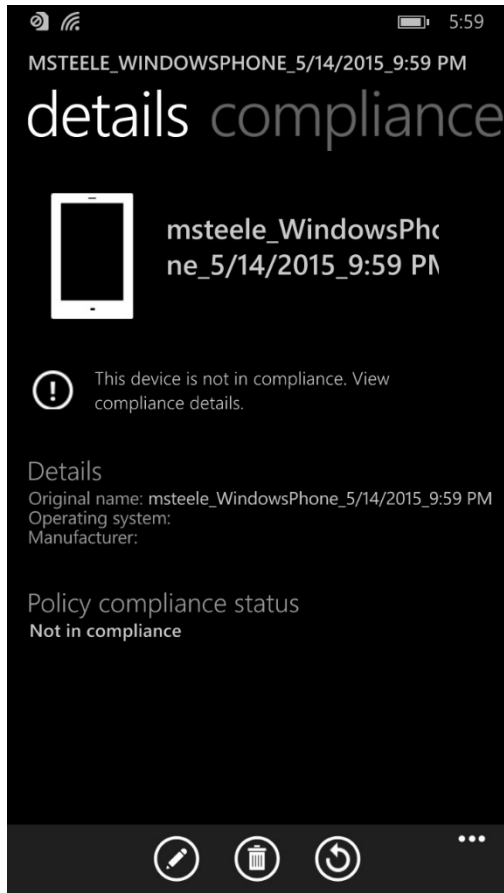 5:59
MSTEELE_WINDOWSPHONE_5/14/2015_9:59 PM
details compliance
msteele_WindowsPho
ne_5/14/2015_9:59 PM
This device is not in compliance. View
compliance details.
Details
Original name: msteele_WindowsPhone_5/14/2015_9:59 PM
Operating system:
Manufacturer:
Policy compliance status
Not in compliance